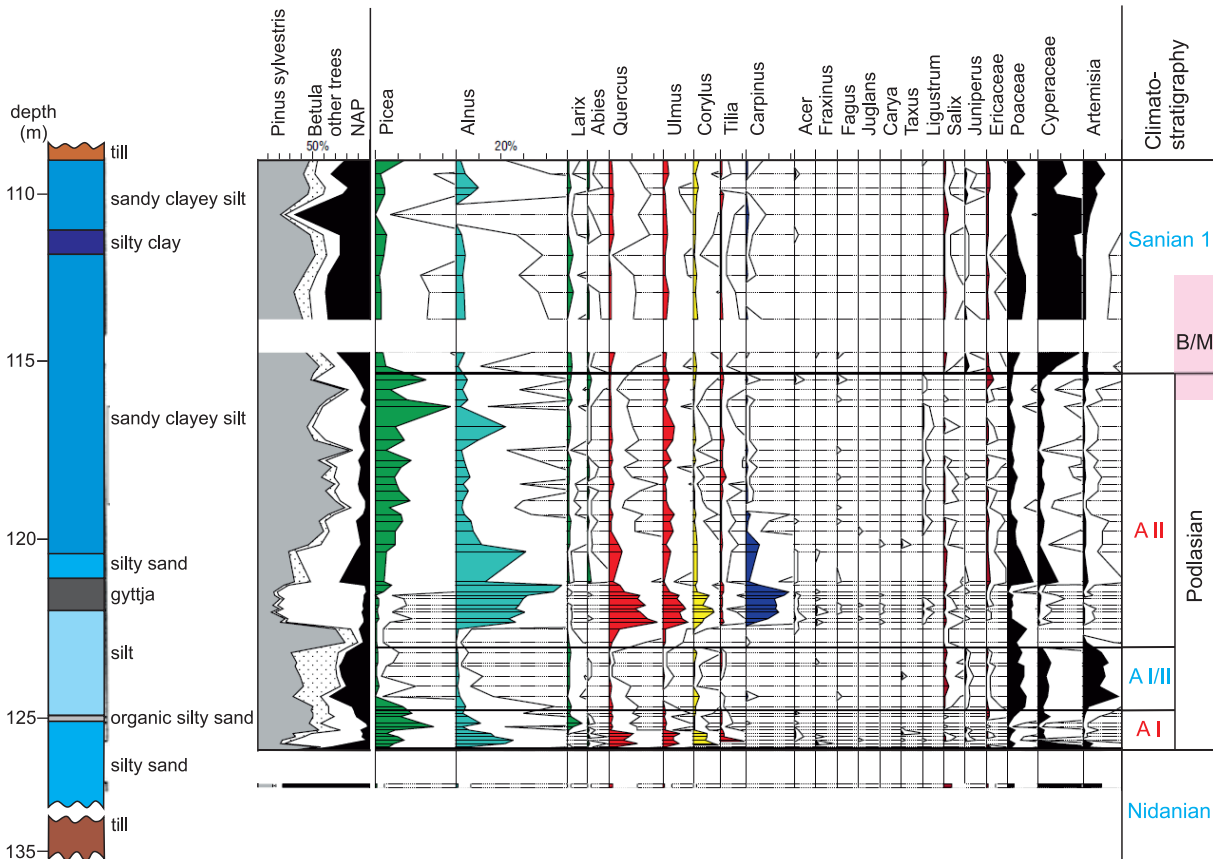 depth
(m)
110
115
120
125
135
till
sandy clayey silt
silty clay
sandy clayey silt
silty sand
gyttja
silt
organic silty sand
silty sand
till
Pinus sylvestris
Betula
other trees
NAP
Picea
Alnus
Larix
Abies
Quercus
Ulmus
Corylus
Tilia
Carpinus
Acer
Fraxinus
Fagus
Juglans
Carya
Taxus
Ligustrum
Salix
Juniperus
Ericaceae
Poaceae
Cyperaceae
Artemisia
Climato-
stratigraphy
50%
20%
Sanian 1
B/M
A II
Podlasian
A I/II
A I
Nidanian